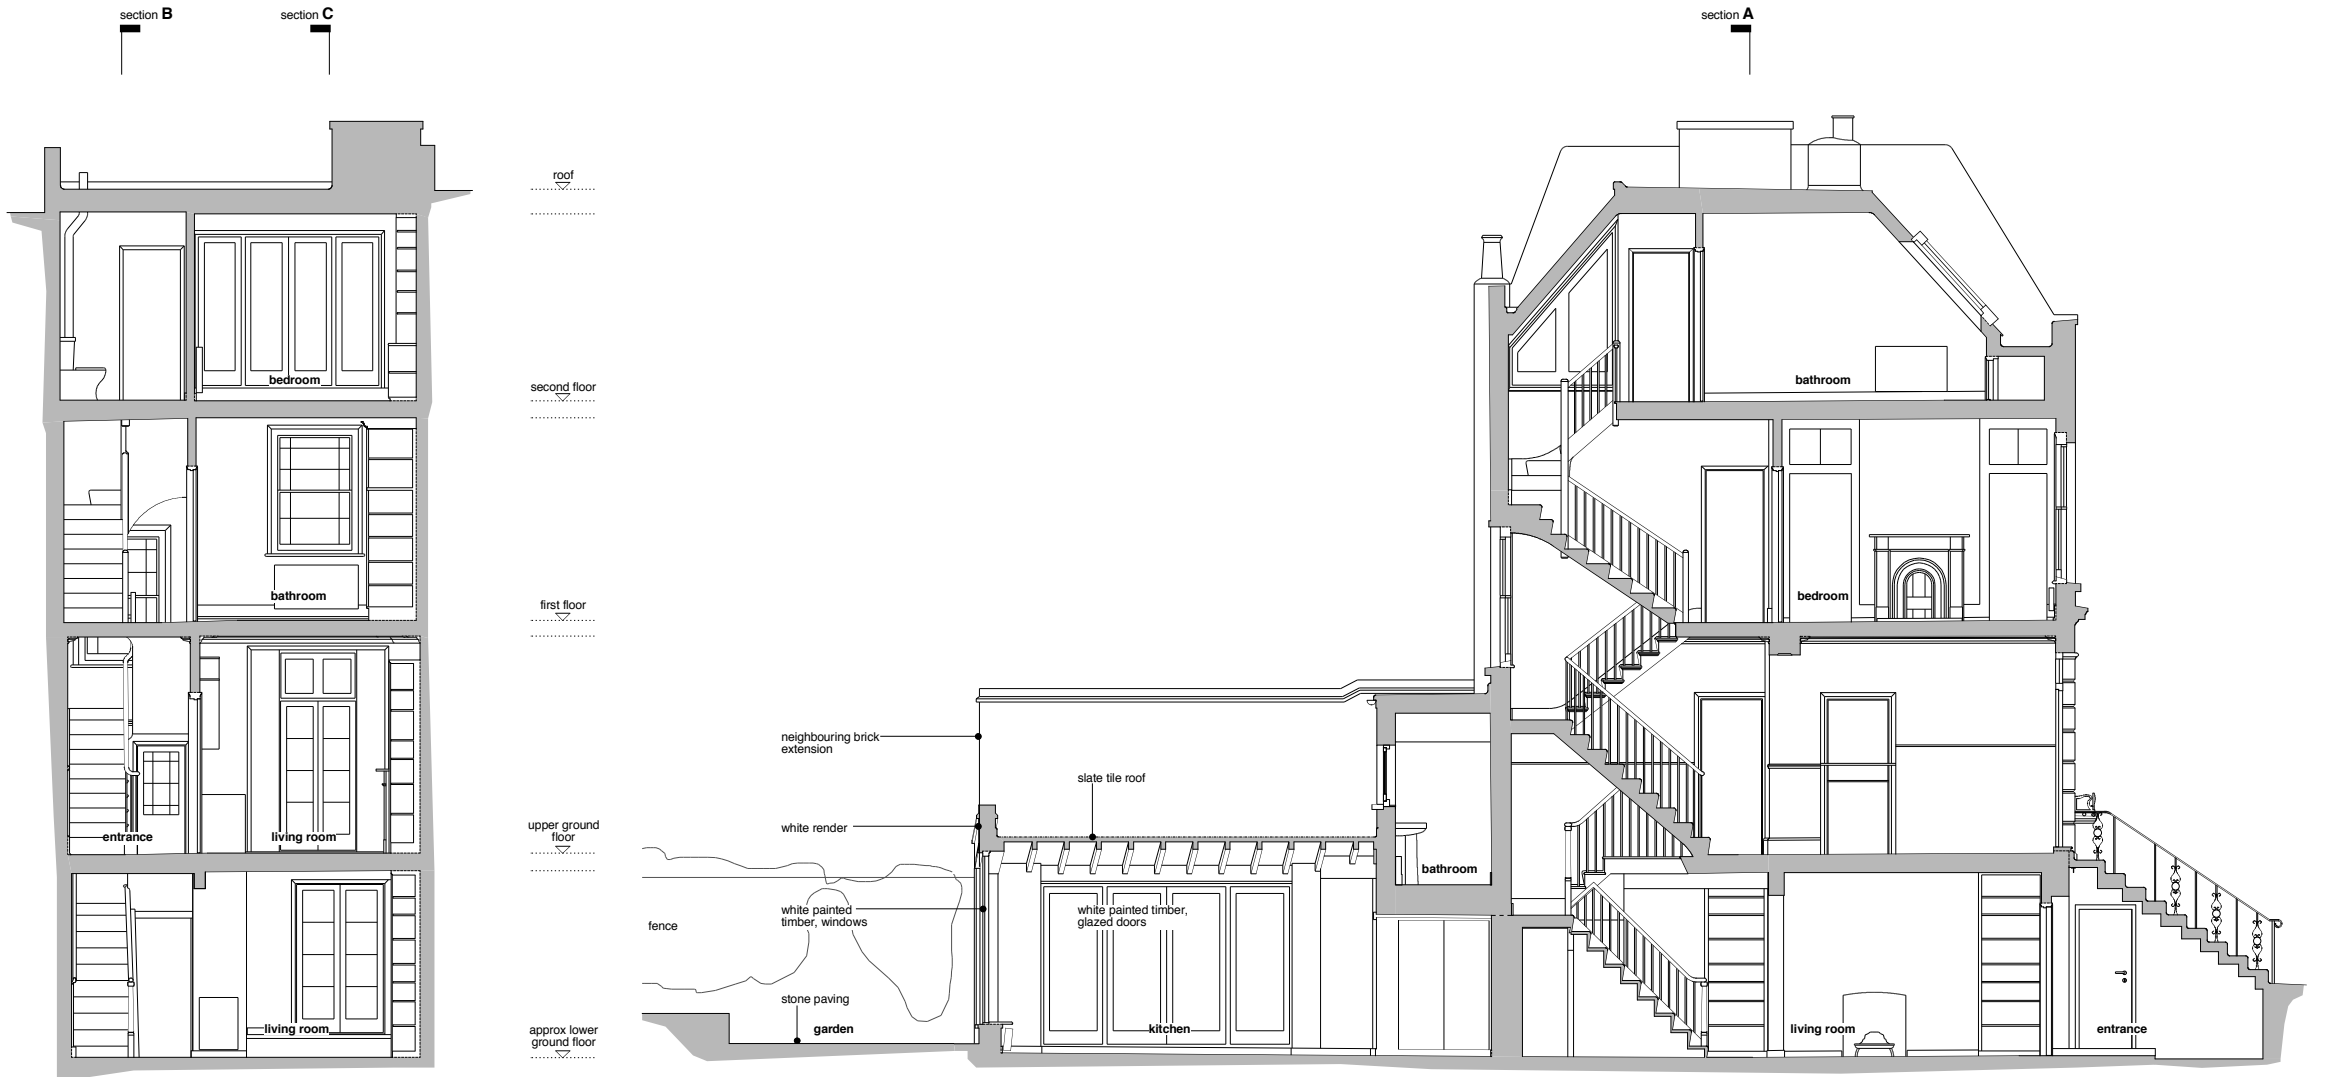 section B
section C
section A
roof
second floor
first floor
upper ground
floor
approx lower
ground floor
bedroom
bathroom
entrance
living room
living room
neighbouring brick
extension
slate tile roof
white render
fence
white painted
timber, windows
white painted timber,
glazed doors
stone paving
garden
kitchen
bathroom
bathroom
bedroom
living room
entrance